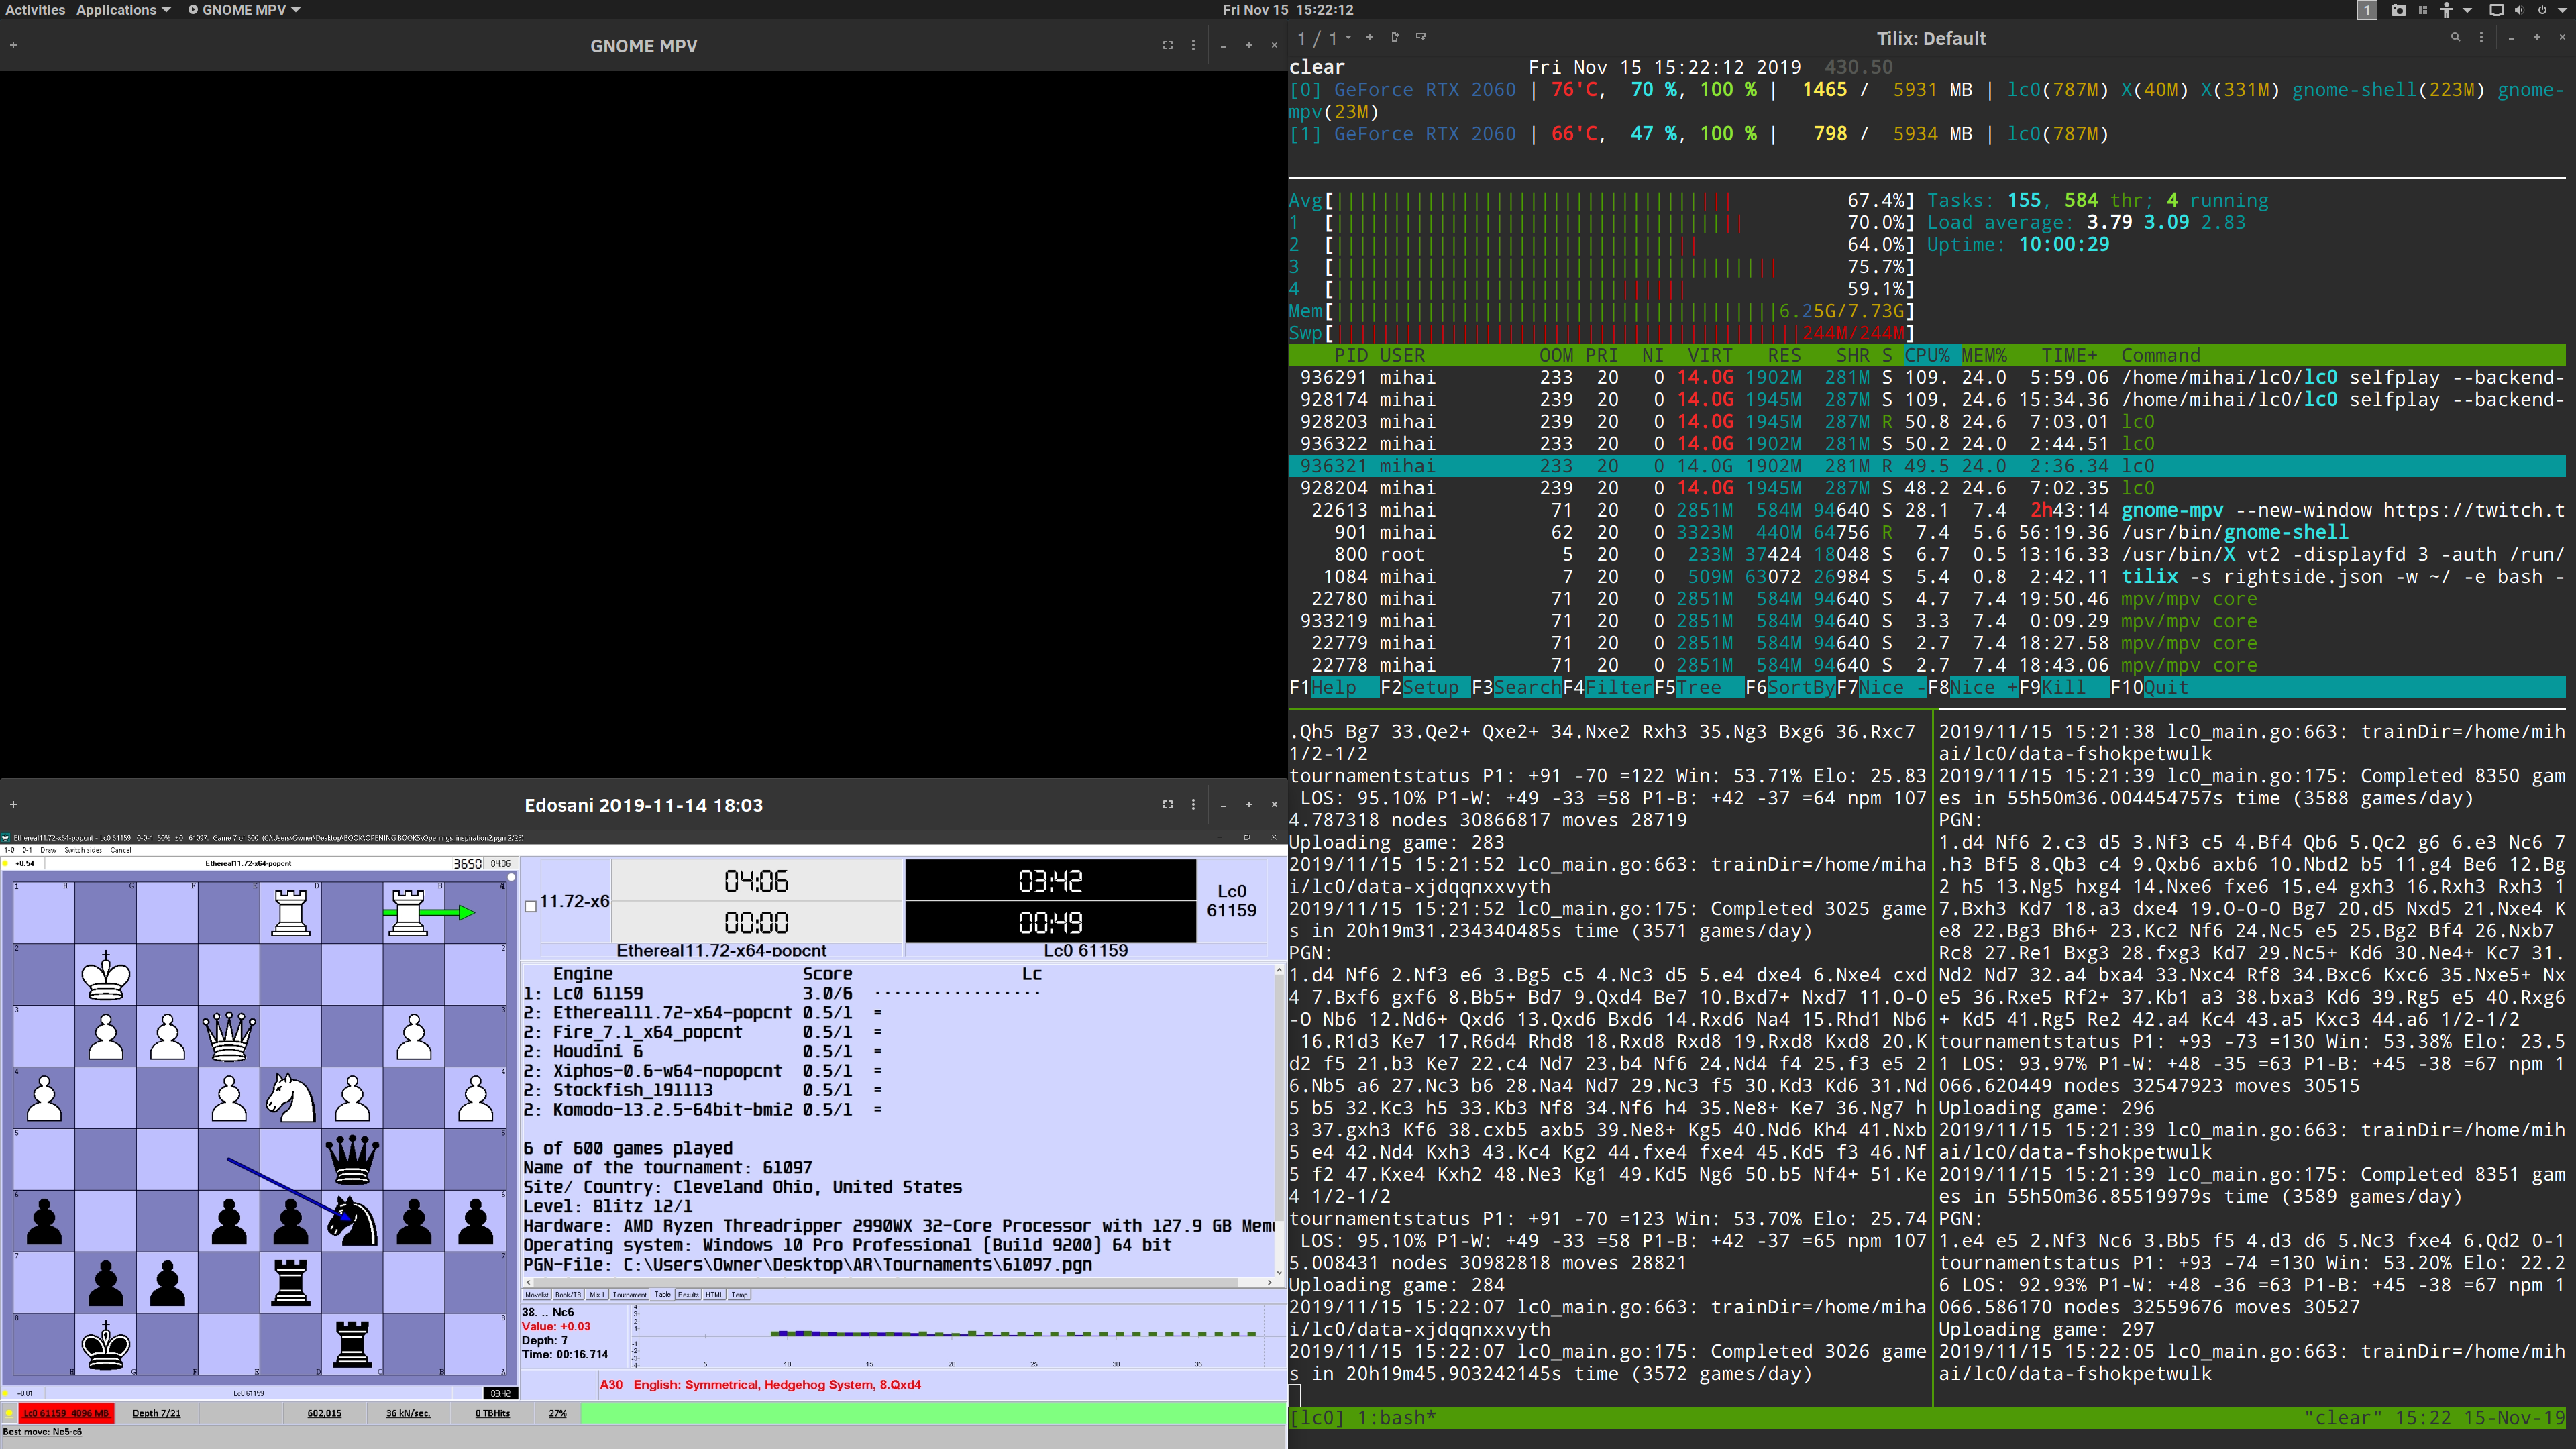 Activities Applications GNOME MPV
Fri Nov 15 15:22:12
1
GNOME MPV
Edosani 2019-11-14 18:03
Ethereal11.72-x64-popcnt - Lc0 61159 0-0-1 50% ±0 61097: Game 7 of 600 (C:\Users\Owner\Desktop\BOOK\OPENING BOOKS\Openings_inspiration2.pgn 2/25)
1-0 0-1 Draw Switch sides Cancel
+0.54 Ethereal11.72-x64-popcnt 3650 04:06
11.72-x6
04:06 03:42
00:00 00:49
Lc0
61159
Ethereal11.72-x64-popcnt Lc0 61159
Engine Score Lc
1: Lc0 61159 3.0/6 ·················
2: Ethereal11.72-x64-popcnt 0.5/1 =
2: Fire_7.1_x64_popcnt 0.5/1 =
2: Houdini 6 0.5/1 =
2: Xiphos-0.6-w64-nopopcnt 0.5/1 =
2: Stockfish_191113 0.5/1 =
2: Komodo-13.2.5-64bit-bmi2 0.5/1 =
6 of 600 games played
Name of the tournament: 61097
Site/ Country: Cleveland Ohio, United States
Level: Blitz 12/1
Hardware: AMD Ryzen Threadripper 2990WX 32-Core Processor with 127.9 GB Mem
Operating system: Windows 10 Pro Professional (Build 9200) 64 bit
PGN-File: C:\Users\Owner\Desktop\AR\Tournaments\61097.pgn
Movelist Book/TB Mix 1 Tournament Table Results HTML Temp
38. .. Nc6
Value: +0.03
Depth: 7
Time: 00:16.714
5 10 15 20 25 30 35
A30 English: Symmetrical, Hedgehog System, 8.Qxd4
+0.01 Lc0 61159 03:42
Lc0 61159 4096 MB Depth 7/21 602,015 36 kN/sec. 0 TBHits 27%
Best move: Ne5-c6
1 / 1
Tilix: Default
clear Fri Nov 15 15:22:12 2019 430.50
[0] GeForce RTX 2060 | 76'C, 70 %, 100 % | 1465 / 5931 MB | lc0(787M) X(40M) X(331M) gnome-shell(223M) gnome-
mpv(23M)
[1] GeForce RTX 2060 | 66'C, 47 %, 100 % | 798 / 5934 MB | lc0(787M)
Avg[ 67.4%] Tasks: 155, 584 thr; 4 running
1 [ 70.0%] Load average: 3.79 3.09 2.83
2 [ 64.0%] Uptime: 10:00:29
3 [ 75.7%]
4 [ 59.1%]
Mem[ 6.25G/7.73G]
Swp[ 244M/244M]
PID USER OOM PRI NI VIRT RES SHR S CPU% MEM% TIME+ Command
936291 mihai 233 20 0 14.0G 1902M 281M S 109. 24.0 5:59.06 /home/mihai/lc0/lc0 selfplay --backend-
928174 mihai 239 20 0 14.0G 1945M 287M S 109. 24.6 15:34.36 /home/mihai/lc0/lc0 selfplay --backend-
928203 mihai 239 20 0 14.0G 1945M 287M R 50.8 24.6 7:03.01 lc0
936322 mihai 233 20 0 14.0G 1902M 281M S 50.2 24.0 2:44.51 lc0
936321 mihai 233 20 0 14.0G 1902M 281M R 49.5 24.0 2:36.34 lc0
928204 mihai 239 20 0 14.0G 1945M 287M S 48.2 24.6 7:02.35 lc0
22613 mihai 71 20 0 2851M 584M 94640 S 28.1 7.4 2h43:14 gnome-mpv --new-window https://twitch.t
901 mihai 62 20 0 3323M 440M 64756 R 7.4 5.6 56:19.36 /usr/bin/gnome-shell
800 root 5 20 0 233M 37424 18048 S 6.7 0.5 13:16.33 /usr/bin/X vt2 -displayfd 3 -auth /run/
1084 mihai 7 20 0 509M 63072 26984 S 5.4 0.8 2:42.11 tilix -s rightside.json -w ~/ -e bash -
22780 mihai 71 20 0 2851M 584M 94640 S 4.7 7.4 19:50.46 mpv/mpv core
933219 mihai 71 20 0 2851M 584M 94640 S 3.3 7.4 0:09.29 mpv/mpv core
22779 mihai 71 20 0 2851M 584M 94640 S 2.7 7.4 18:27.58 mpv/mpv core
22778 mihai 71 20 0 2851M 584M 94640 S 2.7 7.4 18:43.06 mpv/mpv core
F1Help F2Setup F3SearchF4FilterF5Tree F6SortByF7Nice -F8Nice +F9Kill F10Quit
.Qh5 Bg7 33.Qe2+ Qxe2+ 34.Nxe2 Rxh3 35.Ng3 Bxg6 36.Rxc7
1/2-1/2
tournamentstatus P1: +91 -70 =122 Win: 53.71% Elo: 25.83
LOS: 95.10% P1-W: +49 -33 =58 P1-B: +42 -37 =64 npm 107
4.787318 nodes 30866817 moves 28719
Uploading game: 283
2019/11/15 15:21:52 lc0_main.go:663: trainDir=/home/miha
i/lc0/data-xjdqqnxxvyth
2019/11/15 15:21:52 lc0_main.go:175: Completed 3025 game
s in 20h19m31.234340485s time (3571 games/day)
PGN:
1.d4 Nf6 2.Nf3 e6 3.Bg5 c5 4.Nc3 d5 5.e4 dxe4 6.Nxe4 cxd
4 7.Bxf6 gxf6 8.Bb5+ Bd7 9.Qxd4 Be7 10.Bxd7+ Nxd7 11.O-O
-O Nb6 12.Nd6+ Qxd6 13.Qxd6 Bxd6 14.Rxd6 Na4 15.Rhd1 Nb6
16.R1d3 Ke7 17.R6d4 Rhd8 18.Rxd8 Rxd8 19.Rxd8 Kxd8 20.K
d2 f5 21.b3 Ke7 22.c4 Nd7 23.b4 Nf6 24.Nd4 f4 25.f3 e5 2
6.Nb5 a6 27.Nc3 b6 28.Na4 Nd7 29.Nc3 f5 30.Kd3 Kd6 31.Nd
5 b5 32.Kc3 h5 33.Kb3 Nf8 34.Nf6 h4 35.Ne8+ Ke7 36.Ng7 h
3 37.gxh3 Kf6 38.cxb5 axb5 39.Ne8+ Kg5 40.Nd6 Kh4 41.Nxb
5 e4 42.Nd4 Kxh3 43.Kc4 Kg2 44.fxe4 fxe4 45.Kd5 f3 46.Nf
5 f2 47.Kxe4 Kxh2 48.Ne3 Kg1 49.Kd5 Ng6 50.b5 Nf4+ 51.Ke
4 1/2-1/2
tournamentstatus P1: +91 -70 =123 Win: 53.70% Elo: 25.74
LOS: 95.10% P1-W: +49 -33 =58 P1-B: +42 -37 =65 npm 107
5.008431 nodes 30982818 moves 28821
Uploading game: 284
2019/11/15 15:22:07 lc0_main.go:663: trainDir=/home/miha
i/lc0/data-xjdqqnxxvyth
2019/11/15 15:22:07 lc0_main.go:175: Completed 3026 game
s in 20h19m45.903242145s time (3572 games/day)
2019/11/15 15:21:38 lc0_main.go:663: trainDir=/home/mih
ai/lc0/data-fshokpetwulk
2019/11/15 15:21:39 lc0_main.go:175: Completed 8350 gam
es in 55h50m36.004454757s time (3588 games/day)
PGN:
1.d4 Nf6 2.c3 d5 3.Nf3 c5 4.Bf4 Qb6 5.Qc2 g6 6.e3 Nc6 7
.h3 Bf5 8.Qb3 c4 9.Qxb6 axb6 10.Nbd2 b5 11.g4 Be6 12.Bg
2 h5 13.Ng5 hxg4 14.Nxe6 fxe6 15.e4 gxh3 16.Rxh3 Rxh3 1
7.Bxh3 Kd7 18.a3 dxe4 19.O-O-O Bg7 20.d5 Nxd5 21.Nxe4 K
e8 22.Bg3 Bh6+ 23.Kc2 Nf6 24.Nc5 e5 25.Bg2 Bf4 26.Nxb7
Rc8 27.Re1 Bxg3 28.fxg3 Kd7 29.Nc5+ Kd6 30.Ne4+ Kc7 31.
Nd2 Nd7 32.a4 bxa4 33.Nxc4 Rf8 34.Bxc6 Kxc6 35.Nxe5+ Nx
e5 36.Rxe5 Rf2+ 37.Kb1 a3 38.bxa3 Kd6 39.Rg5 e5 40.Rxg6
+ Kd5 41.Rg5 Re2 42.a4 Kc4 43.a5 Kxc3 44.a6 1/2-1/2
tournamentstatus P1: +93 -73 =130 Win: 53.38% Elo: 23.5
1 LOS: 93.97% P1-W: +48 -35 =63 P1-B: +45 -38 =67 npm 1
066.620449 nodes 32547923 moves 30515
Uploading game: 296
2019/11/15 15:21:39 lc0_main.go:663: trainDir=/home/mih
ai/lc0/data-fshokpetwulk
2019/11/15 15:21:39 lc0_main.go:175: Completed 8351 gam
es in 55h50m36.85519979s time (3589 games/day)
PGN:
1.e4 e5 2.Nf3 Nc6 3.Bb5 f5 4.d3 d6 5.Nc3 fxe4 6.Qd2 0-1
tournamentstatus P1: +93 -74 =130 Win: 53.20% Elo: 22.2
6 LOS: 92.93% P1-W: +48 -36 =63 P1-B: +45 -38 =67 npm 1
066.586170 nodes 32559676 moves 30527
Uploading game: 297
2019/11/15 15:22:05 lc0_main.go:663: trainDir=/home/mih
ai/lc0/data-fshokpetwulk
[lc0] 1:bash* "clear" 15:22 15-Nov-19